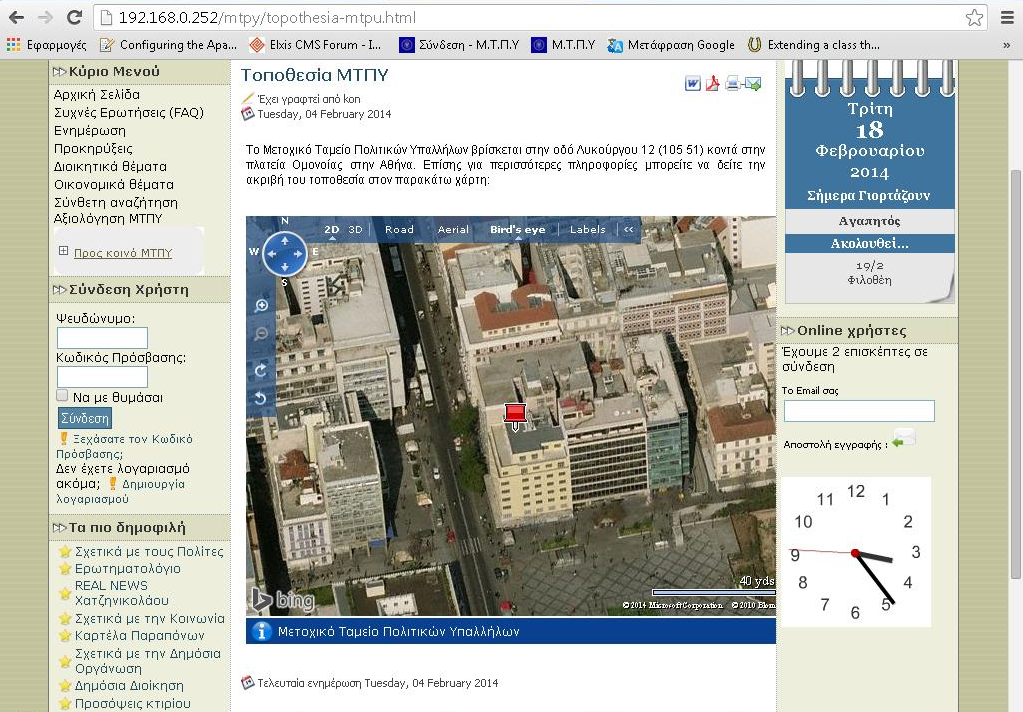 192.168.0.252/mtpy/topothesia-mtpu.html
Εφαρμογές Configuring the Apa... Elxis CMS Forum - I... Σύνδεση - Μ.Τ.Π.Υ Μ.Τ.Π.Υ Μετάφραση Google Extending a class th... »
Κύριο Μενού
Αρχική Σελίδα
Συχνές Ερωτήσεις (FAQ)
Ενημέρωση
Προκηρύξεις
Διοικητικά θέματα
Οικονομικά θέματα
Σύνθετη αναζήτηση
Αξιολόγηση ΜΤΠΥ
Προς κοινό ΜΤΠΥ
Σύνδεση Χρήστη
Ψευδώνυμο:
Κωδικός Πρόσβασης:
Να με θυμάσαι
Σύνδεση
Ξεχάσατε τον Κωδικό
Πρόσβασης;
Δεν έχετε λογαριασμό
ακόμα; Δημιουργία
λογαριασμού
Τα πιο δημοφιλή
Σχετικά με τους Πολίτες
Ερωτηματολόγιο
REAL NEWS
Χατζηνικολάου
Σχετικά με την Κοινωνία
Καρτέλα Παραπόνων
Σχετικά με την Δημόσια
Οργάνωση
Δημόσια Διοίκηση
Προσόψεις κτιρίου
Τοποθεσία ΜΤΠΥ
Έχει γραφτεί από kon
Tuesday, 04 February 2014
Το Μετοχικό Ταμείο Πολιτικών Υπαλλήλων βρίσκεται στην οδό Λυκούργου 12 (105 51) κοντά στην
πλατεία Ομονοίας στην Αθήνα. Επίσης για περισσότερες πληροφορίες μπορείτε να δείτε την
ακριβή του τοποθεσία στον παρακάτω χάρτη:
N
W E
S
2D 3D Road Aerial Bird's eye Labels «
40 yds
bing
©2014 Microsoft Corporation ©2010 Blom
Μετοχικό Ταμείο Πολιτικών Υπαλλήλων
Τελευταία ενημέρωση Tuesday, 04 February 2014
Τρίτη
18
Φεβρουαρίου
2014
Σήμερα Γιορτάζουν
Αγαπητός
Ακολουθεί...
19/2
Φιλοθέη
Online χρήστες
Έχουμε 2 επισκέπτες σε
σύνδεση
Το Email σας
Αποστολή εγγραφής :
12
11 1
10 2
9 3
8 4
7 5
6